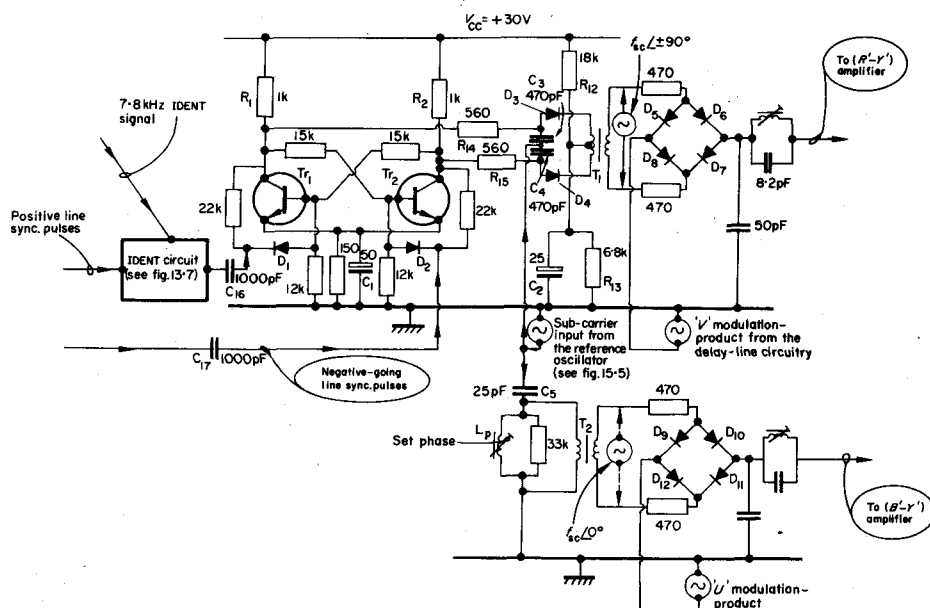 V_CC = +30V
18k
R12
f_sc∠±90°
To (R'-Y')
amplifier
470
R1
1k
R2
1k
C3
470pF
D3
7·8kHz IDENT
signal
560
15k
15k
R14
560
R15
D5
D6
D8
D7
T1
Tr1
Tr2
C4
470pF
D4
8·2pF
470
22k
22k
Positive line
sync. pulses
IDENT circuit
(see fig.13·7)
D1
150
50
C1
D2
25
C2
6·8k
R13
50pF
C16
1000pF
12k
12k
Sub-carrier
input from
the reference
oscillator
(see fig.15·5)
'V' modulation-
product from the
delay-line circuitry
C17
1000pF
Negative-going
line sync. pulses
25pF
C5
470
Set phase
Lp
33k
T2
D9
D10
D12
D11
f_sc∠0°
470
To (B'-Y')
amplifier
'U' modulation-
product